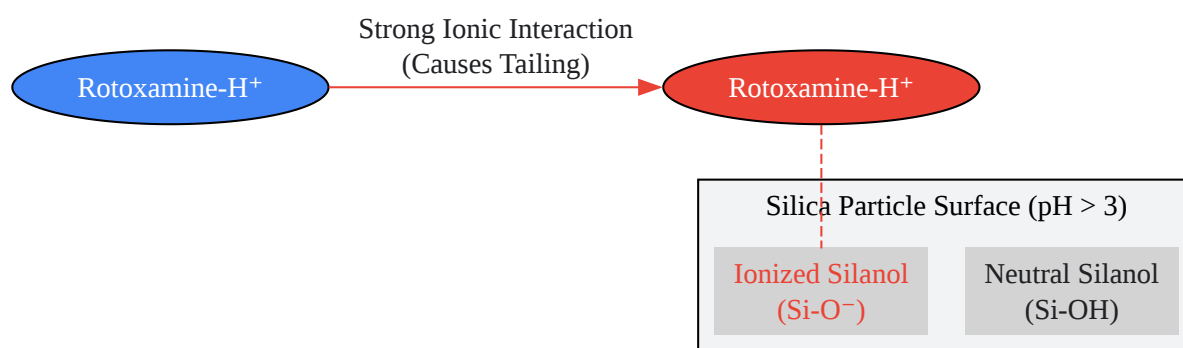 Strong Ionic Interaction
(Causes Tailing)
Rotoxamine-H⁺
Rotoxamine-H⁺
Silica Particle Surface (pH > 3)
Ionized Silanol
(Si-O⁻)
Neutral Silanol
(Si-OH)